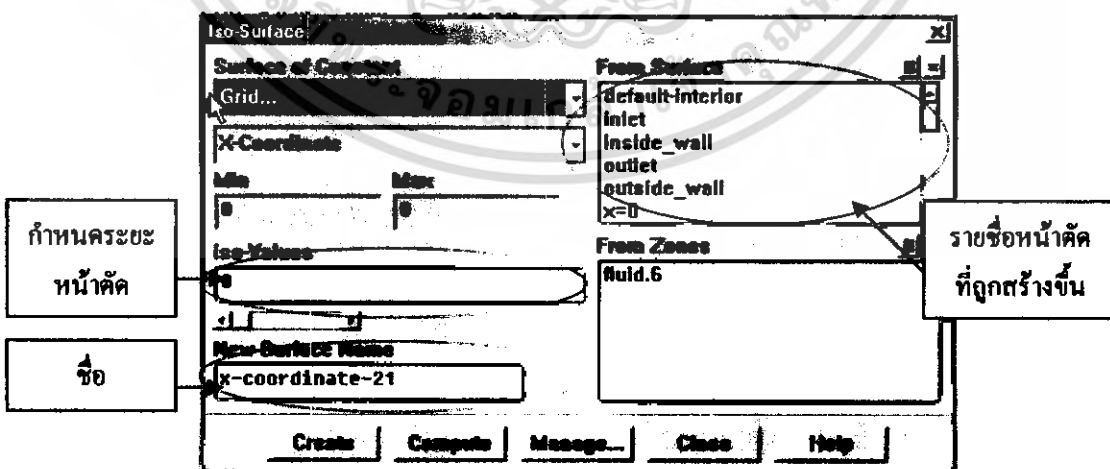 Iso-Surface
Surface of Constant
Grid...
X-Coordinate
Min
Max
0
0
Iso-Values
0
New Surface Name
x-coordinate-21
From Surface
default-interior
inlet
inside_wall
outlet
outside_wall
x=0
From Zones
fluid.6
Create
Compute
Manage...
Close
Help
กำหนดระยะ
หน้าตัด
ชื่อ
รายชื่อหน้าตัด
ที่ถูกสร้างขึ้น